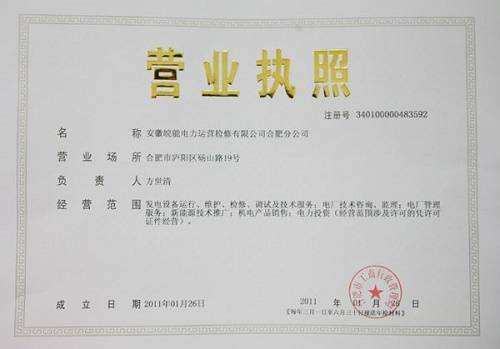 营业执照
注册号 340100000483592
名称 安徽皖能电力运营检修有限公司合肥分公司
营业场所 合肥市庐阳区砀山路19号
负责人 方世清
经营范围 发电设备运行、维护、检修、调试及技术服务；电厂技术咨询、监理；电厂管理
服务；新能源技术推广；机电产品销售；电力投资（经营范围涉及许可的凭许可
证件经营）。
成立日期 2011年01月26日
2011 年 01 月 26 日